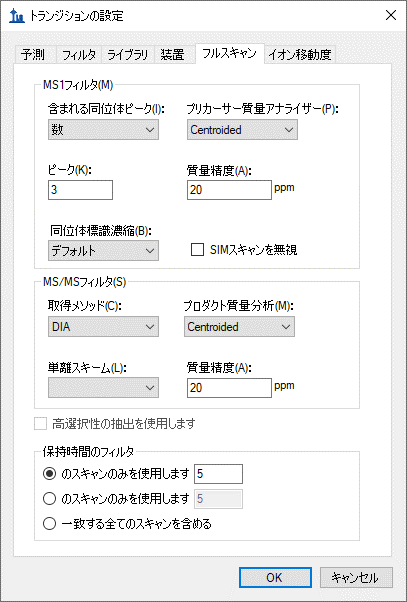 トランジションの設定
予測 フィルタ ライブラリ 装置 フルスキャン イオン移動度
MS1フィルタ(M)
含まれる同位体ピーク(I): プリカーサー質量アナライザー(P):
数 Centroided
ピーク(K): 質量精度(A):
3 20 ppm
同位体標識濃縮(B):
デフォルト SIMスキャンを無視
MS/MSフィルタ(S)
取得メソッド(C): プロダクト質量分析(M):
DIA Centroided
単離スキーム(L): 質量精度(A):
20 ppm
高選択性の抽出を使用します
保持時間のフィルタ
のスキャンのみを使用します 5
のスキャンのみを使用します 5
一致する全てのスキャンを含める
OK キャンセル